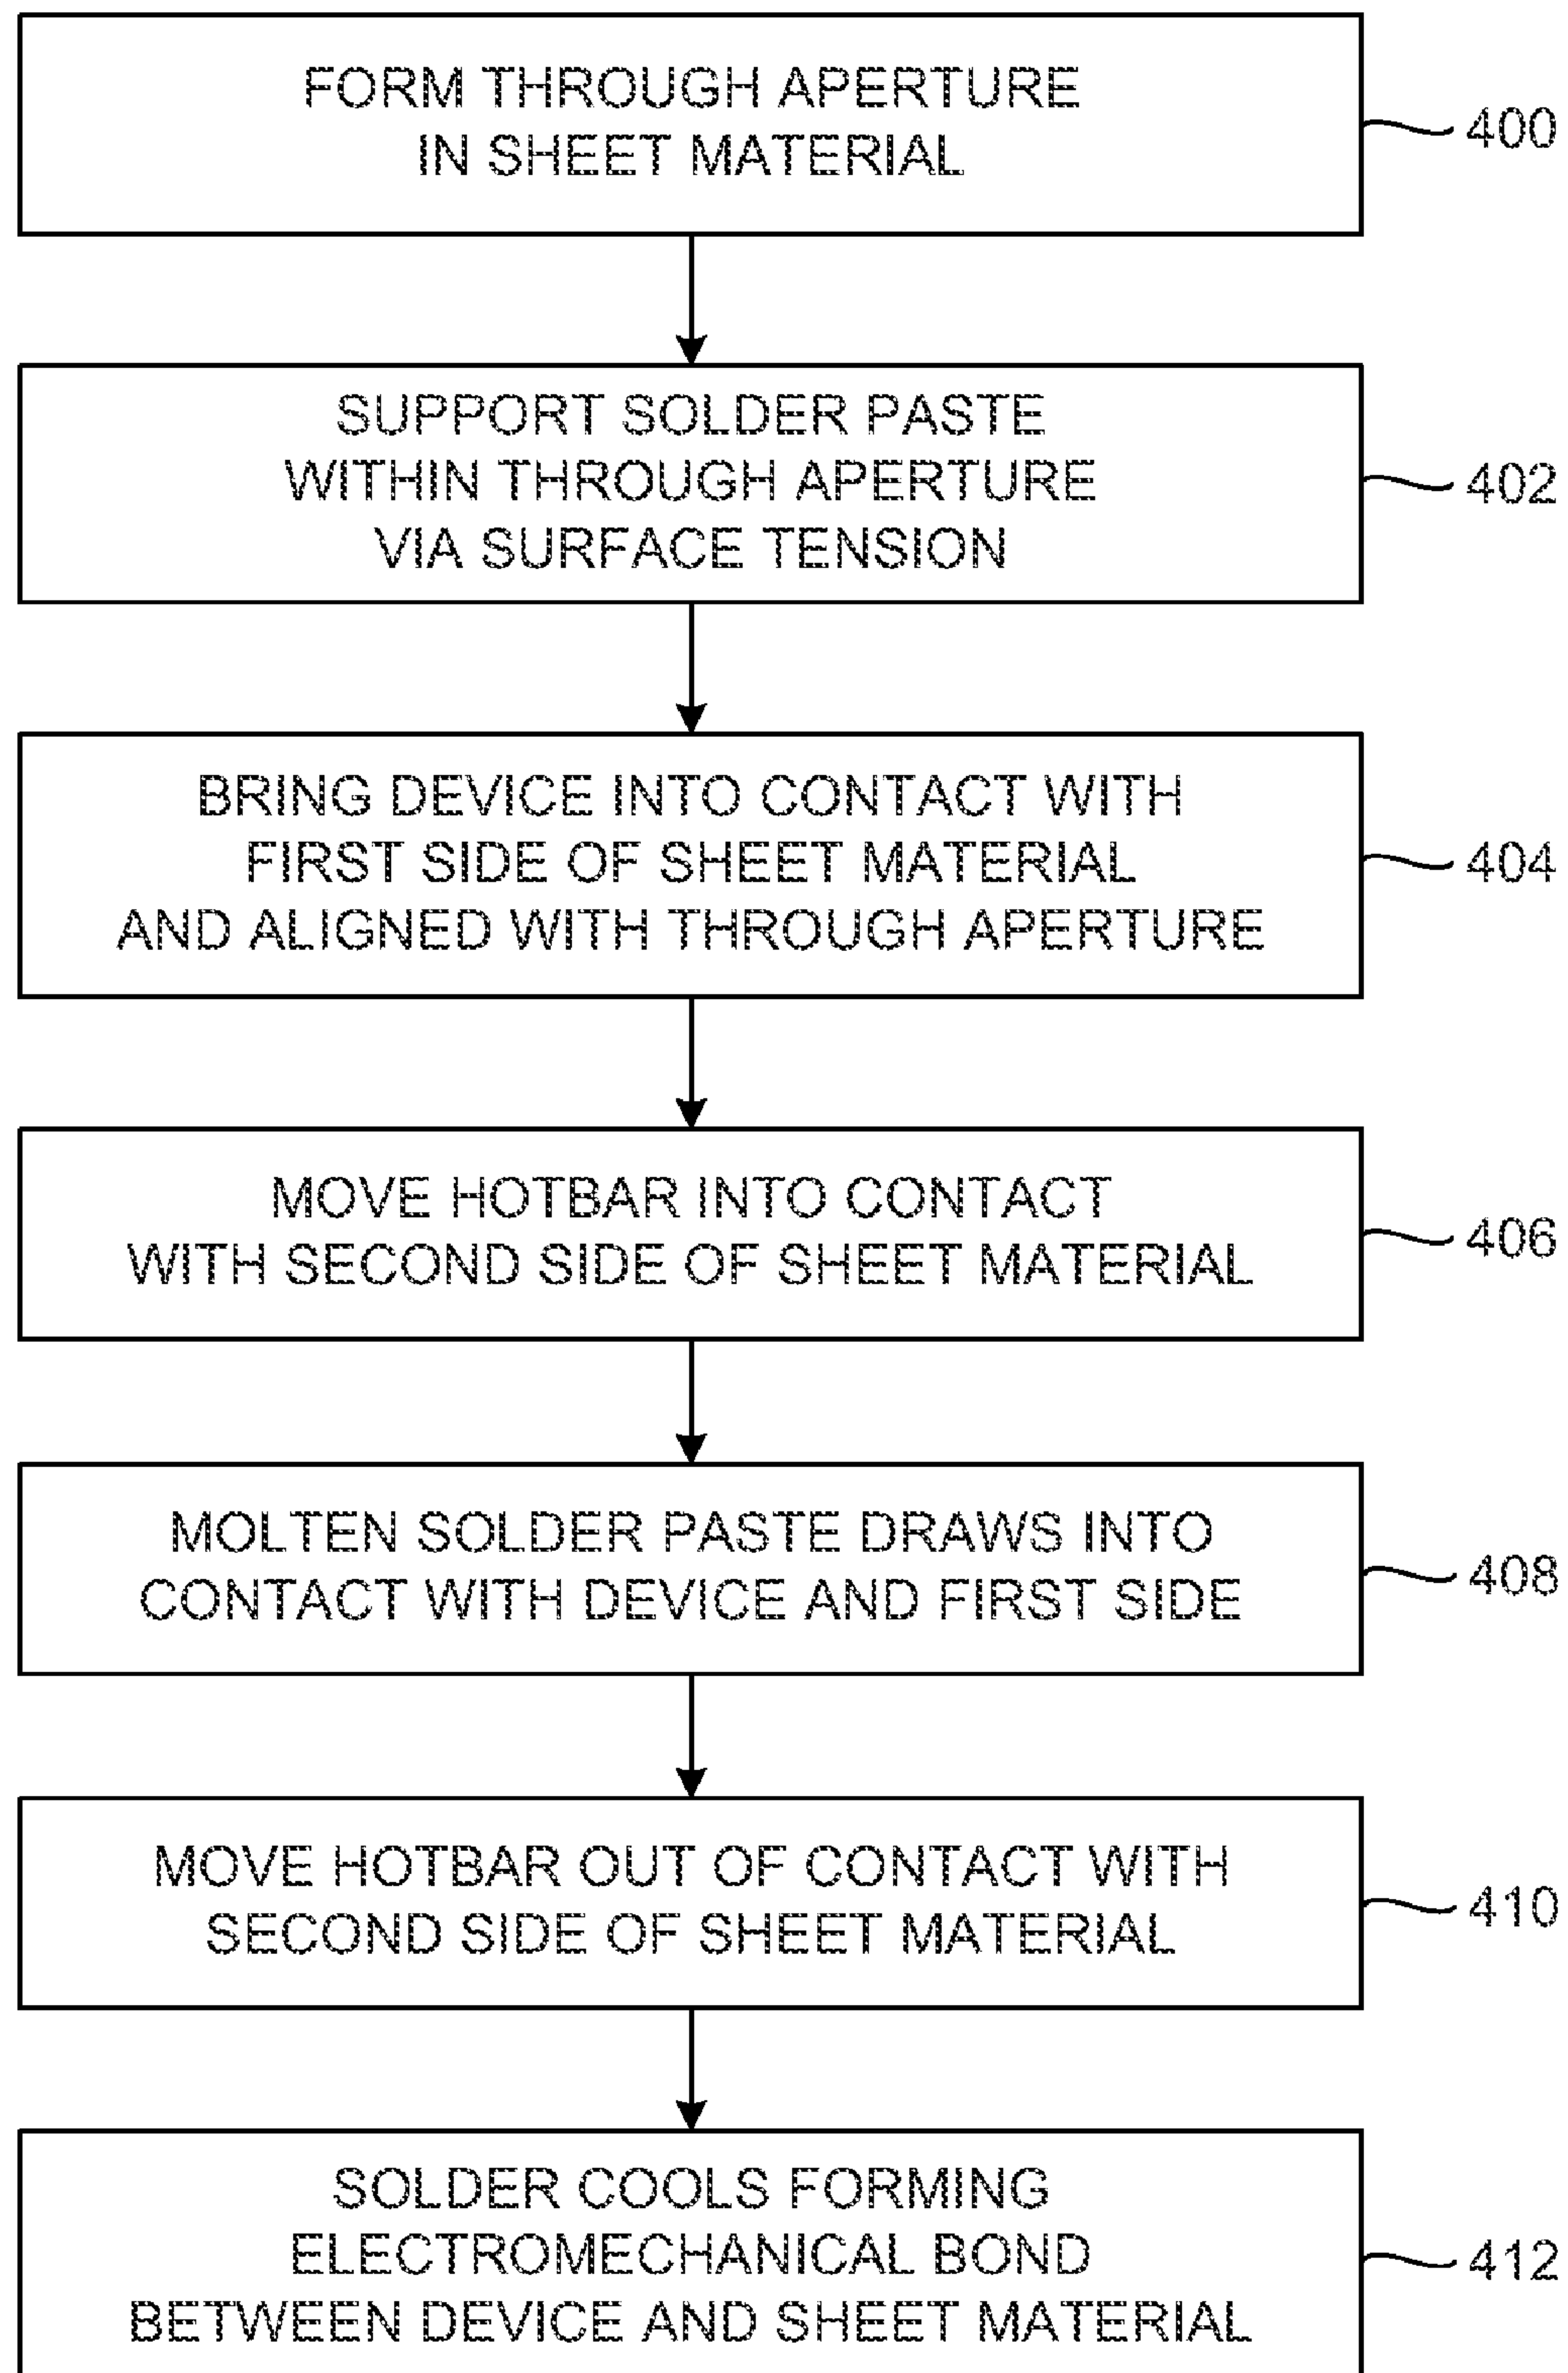 FORM THROUGH APERTURE
IN SHEET MATERIAL
400
SUPPORT SOLDER PASTE
WITHIN THROUGH APERTURE
VIA SURFACE TENSION
402
BRING DEVICE INTO CONTACT WITH
FIRST SIDE OF SHEET MATERIAL
AND ALIGNED WITH THROUGH APERTURE
404
MOVE HOTBAR INTO CONTACT
WITH SECOND SIDE OF SHEET MATERIAL
406
MOLTEN SOLDER PASTE DRAWS INTO
CONTACT WITH DEVICE AND FIRST SIDE
408
MOVE HOTBAR OUT OF CONTACT WITH
SECOND SIDE OF SHEET MATERIAL
410
SOLDER COOLS FORMING
ELECTROMECHANICAL BOND
BETWEEN DEVICE AND SHEET MATERIAL
412